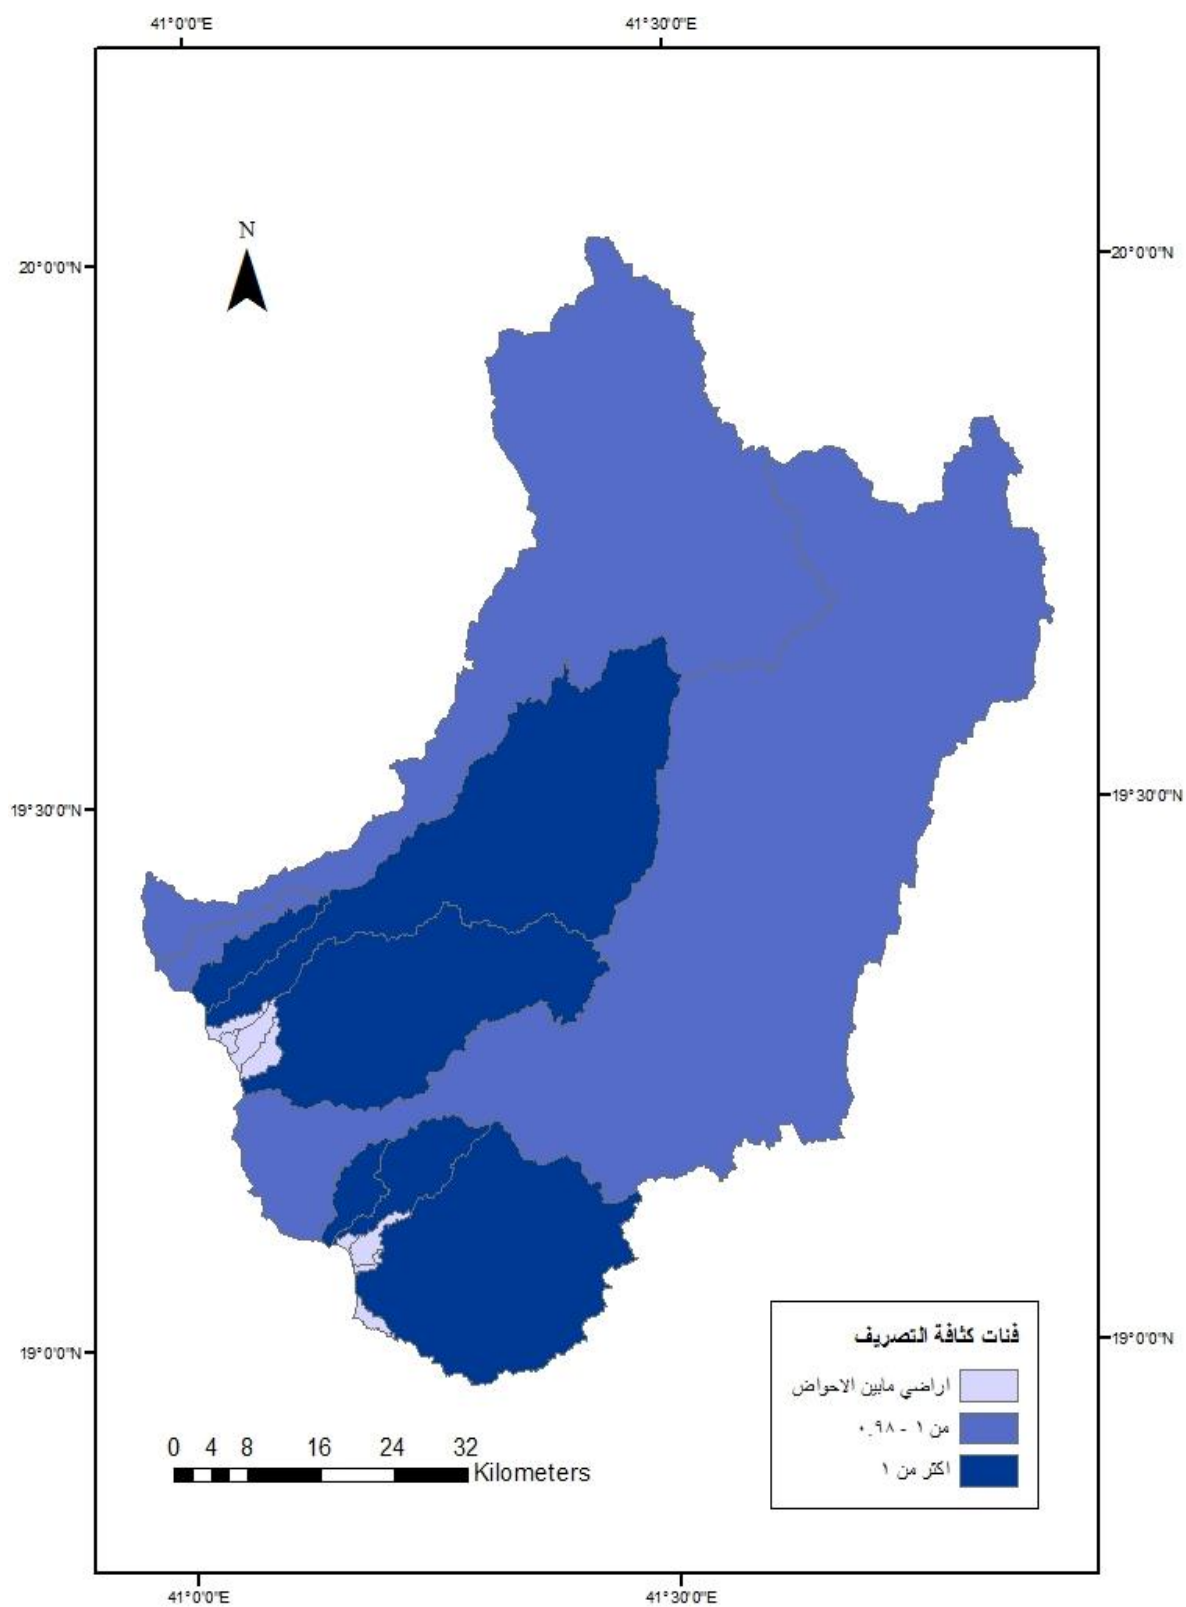 41°0'0"E 41°30'0"E
N
20°0'0"N 20°0'0"N
19°30'0"N 19°30'0"N
19°0'0"N 19°0'0"N
فئات كثافة التصريف
اراضي مابين الاحواض
من ١ - ٠.٩٨
اكثر من ١
0 4 8 16 24 32
Kilometers
41°0'0"E 41°30'0"E